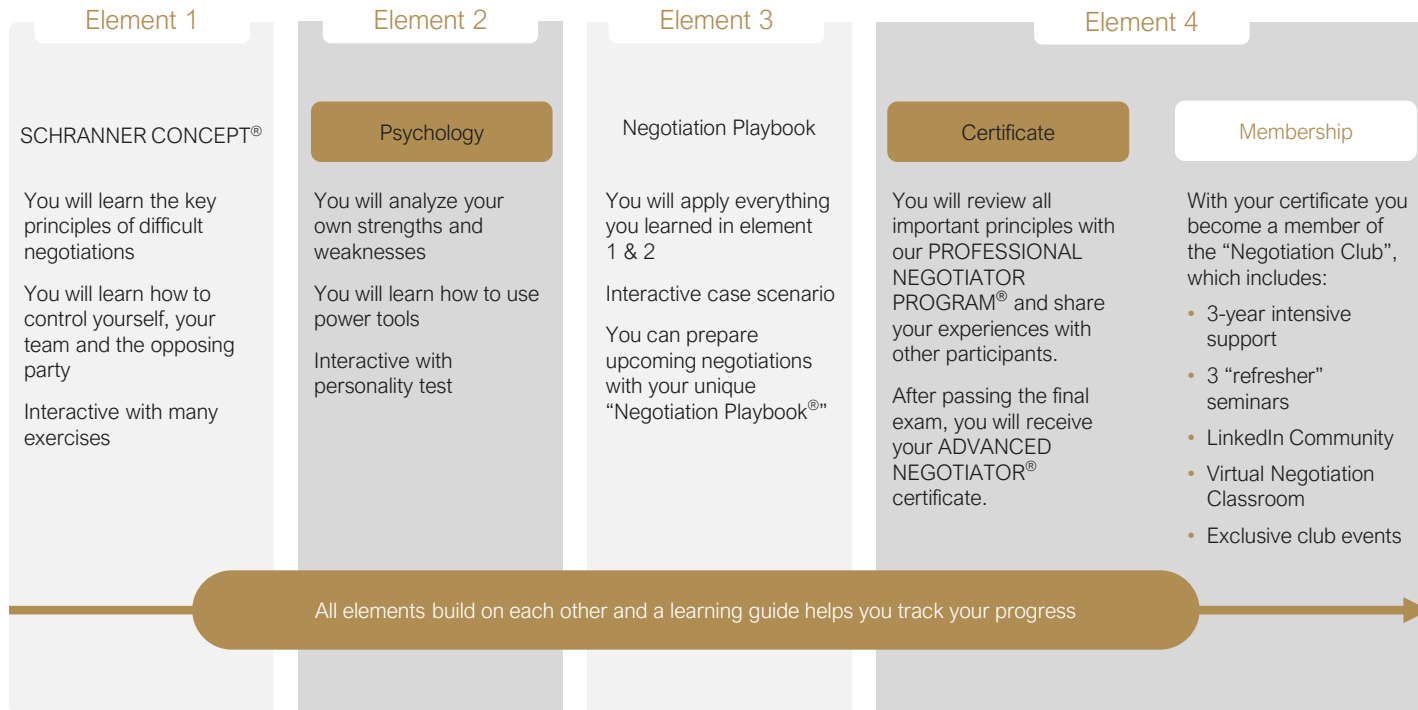 Element 1
SCHRANNER CONCEPT®
You will learn the key
principles of difficult
negotiations
You will learn how to
control yourself, your
team and the opposing
party
Interactive with many
exercises
Element 2
Psychology
You will analyze your
own strengths and
weaknesses
You will learn how to use
power tools
Interactive with
personality test
Element 3
Negotiation Playbook
You will apply everything
you learned in element
1 & 2
Interactive case scenario
You can prepare
upcoming negotiations
with your unique
“Negotiation Playbook®”
Element 4
Certificate
You will review all
important principles with
our PROFESSIONAL
NEGOTIATOR
PROGRAM® and share
your experiences with
other participants.
After passing the final
exam, you will receive
your ADVANCED
NEGOTIATOR®
certificate.
Membership
With your certificate you
become a member of
the “Negotiation Club”,
which includes:
• 3-year intensive
support
• 3 “refresher”
seminars
• LinkedIn Community
• Virtual Negotiation
Classroom
• Exclusive club events
All elements build on each other and a learning guide helps you track your progress